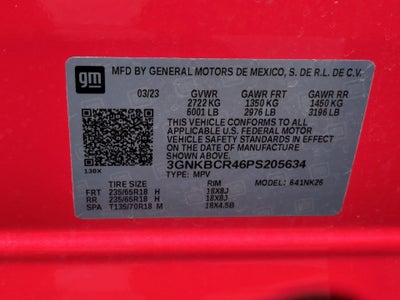 gm MFD BY GENERAL MOTORS DE MEXICO, S. DE R.L. DE C.V.
03/23 GVWR GAWR FRT GAWR RR
2722 KG 1350 KG 1450 KG
6001 LB 2976 LB 3196 LB
THIS VEHICLE CONFORMS TO ALL
APPLICABLE U.S. FEDERAL MOTOR
VEHICLE SAFETY STANDARDS IN EFFECT
ON THE DATE OF MANUFACTURE
SHOWN ABOVE.
3GNKBCR46PS205634
130X TYPE: MPV MODEL: 641NK26
TIRE SIZE RIM
FRT 235/65R18 H 18X8J
RR 235/65R18 H 18X8J
SPA T135/70R18 M 18X4.5B